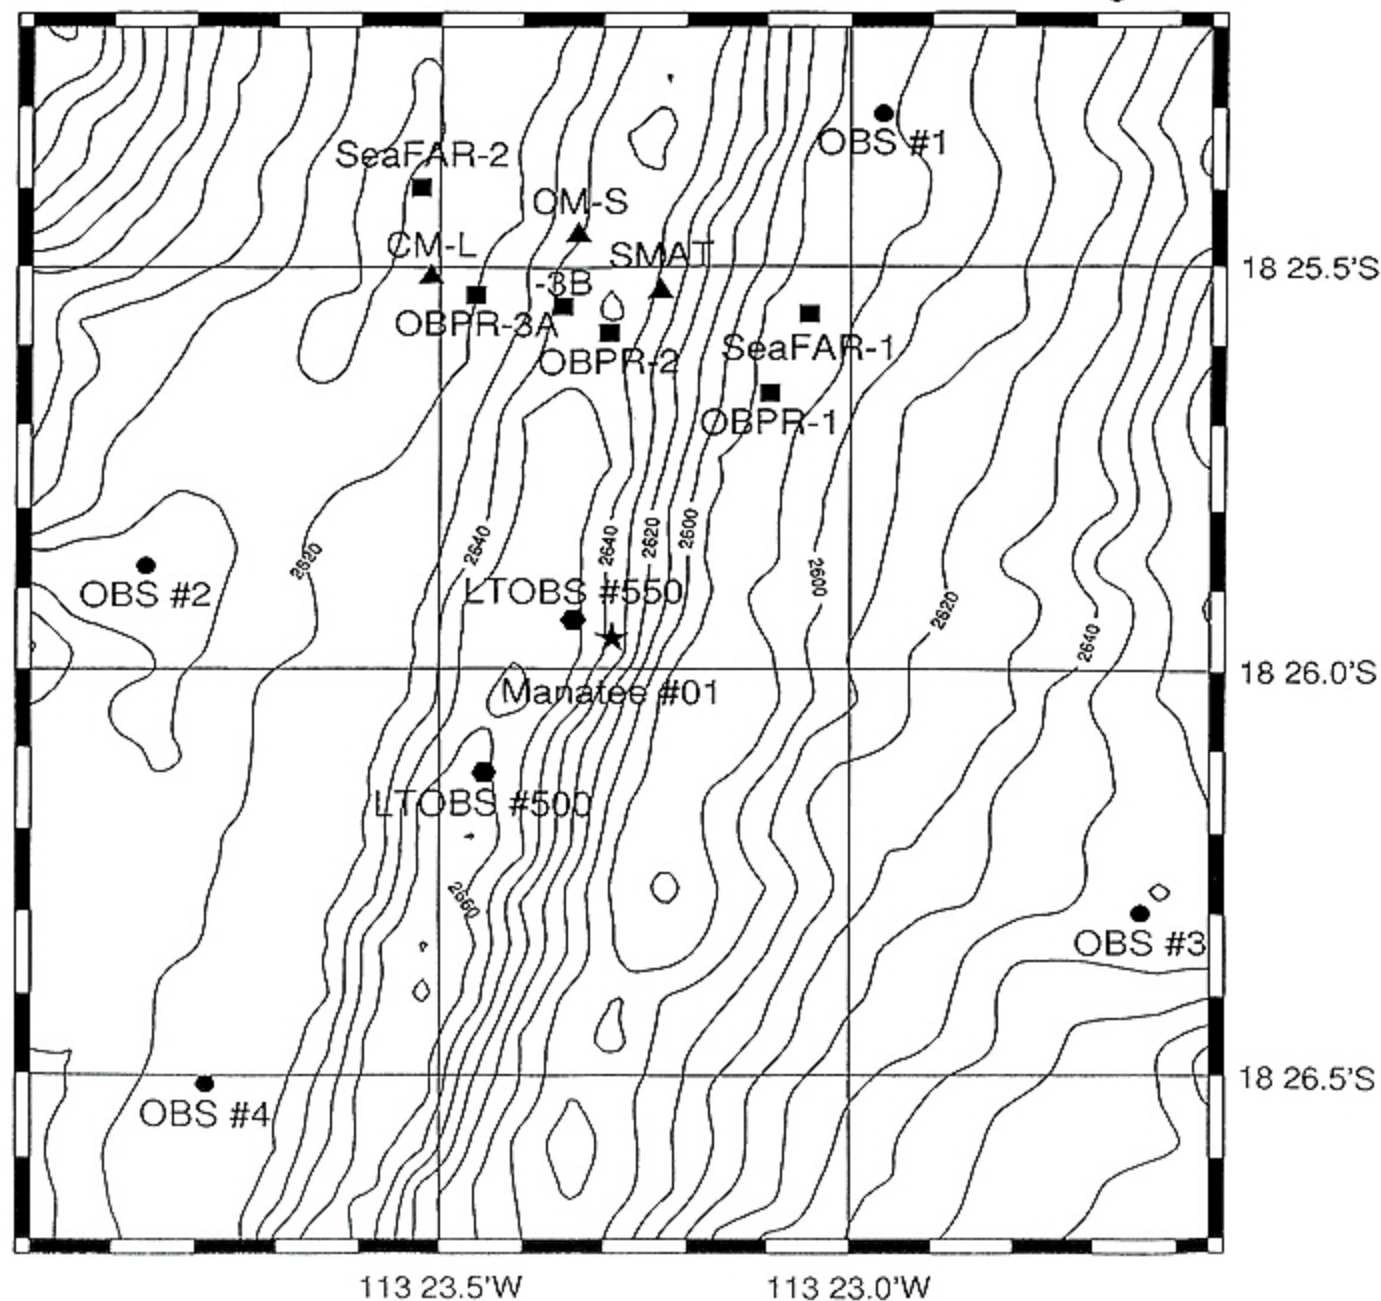 OBS #1
SeaFAR-2
CM-S
CM-L
SMAT
18 25.5'S
-3B
OBPR-3A
OBPR-2
SeaFAR-1
OBPR-1
2640
2640
2620
2600
2620
2600
OBS #2
LTOBS #550
2620
2640
18 26.0'S
Manatee #01
LTOBS #500
2660
OBS #3
18 26.5'S
OBS #4
113 23.5'W
113 23.0'W